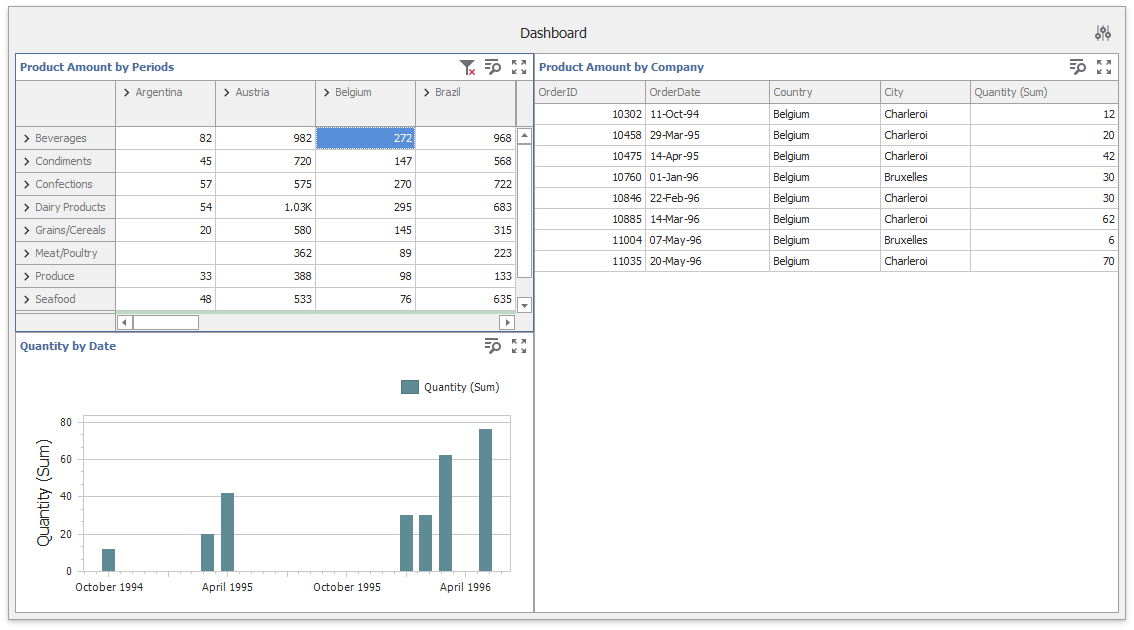 Dashboard
Product Amount by Periods
Argentina Austria Belgium Brazil
Beverages 82 982 272 968
Condiments 45 720 147 568
Confections 57 575 270 722
Dairy Products 54 1.03K 295 683
Grains/Cereals 20 580 145 315
Meat/Poultry 362 89 223
Produce 33 388 98 133
Seafood 48 533 76 635
Quantity by Date
Quantity (Sum)
Quantity (Sum)
80
60
40
20
0
October 1994 April 1995 October 1995 April 1996
Product Amount by Company
OrderID OrderDate Country City Quantity (Sum)
10302 11-Oct-94 Belgium Charleroi 12
10458 29-Mar-95 Belgium Charleroi 20
10475 14-Apr-95 Belgium Charleroi 42
10760 01-Jan-96 Belgium Bruxelles 30
10846 22-Feb-96 Belgium Charleroi 30
10885 14-Mar-96 Belgium Charleroi 62
11004 07-May-96 Belgium Bruxelles 6
11035 20-May-96 Belgium Charleroi 70